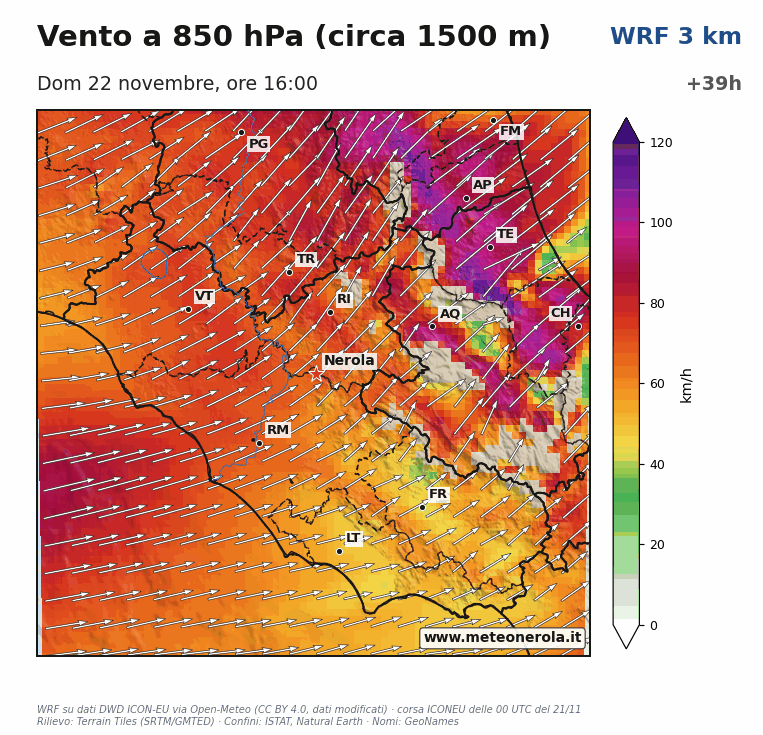 Vento a 850 hPa (circa 1500 m)
WRF 3 km
Dom 22 novembre, ore 16:00
+39h
FM
PG
AP
TE
TR
VT
RI
AQ
CH
Nerola
RM
FR
LT
www.meteonerola.it
120
100
80
60
40
20
0
km/h
WRF su dati DWD ICON-EU via Open-Meteo (CC BY 4.0, dati modificati) · corsa ICONEU delle 00 UTC del 21/11
Rilievo: Terrain Tiles (SRTM/GMTED) · Confini: ISTAT, Natural Earth · Nomi: GeoNames